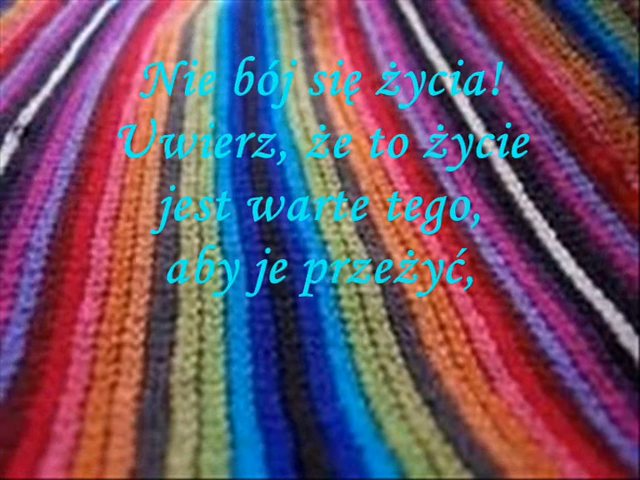 Nie bój się życia!
Uwierz, że to życie
jest warte tego,
aby je przeżyć,